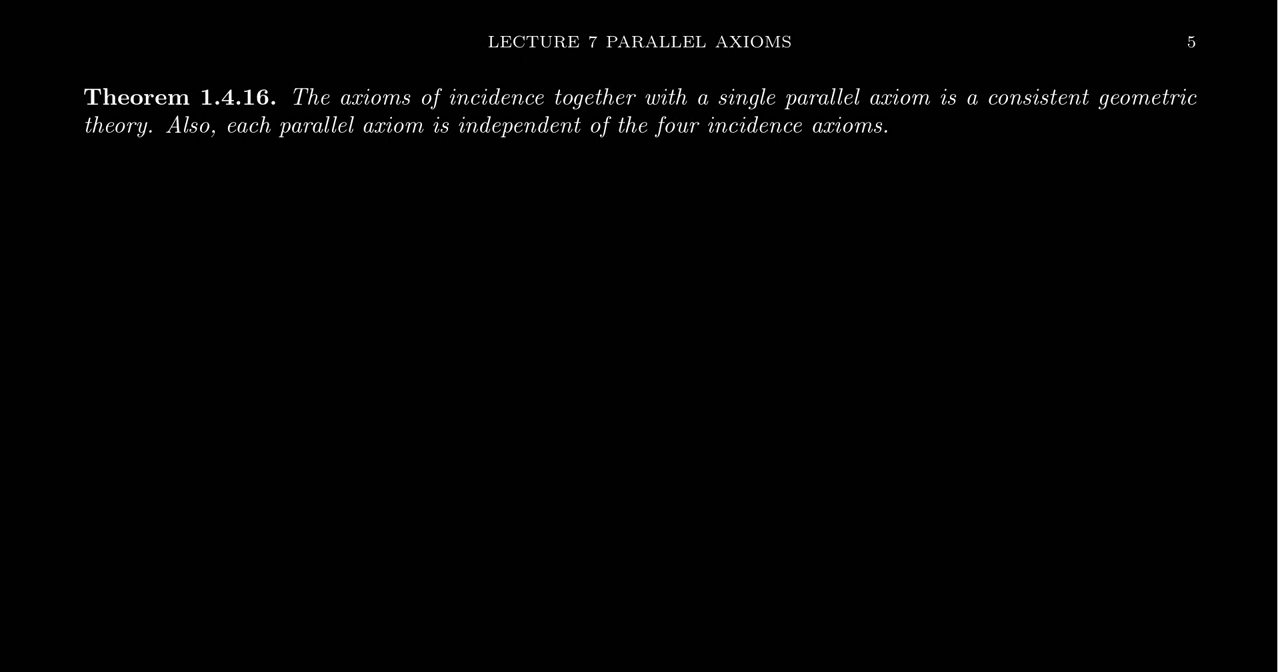 LECTURE 7 PARALLEL AXIOMS 5
Theorem 1.4.16. The axioms of incidence together with a single parallel axiom is a consistent geometric
theory. Also, each parallel axiom is independent of the four incidence axioms.